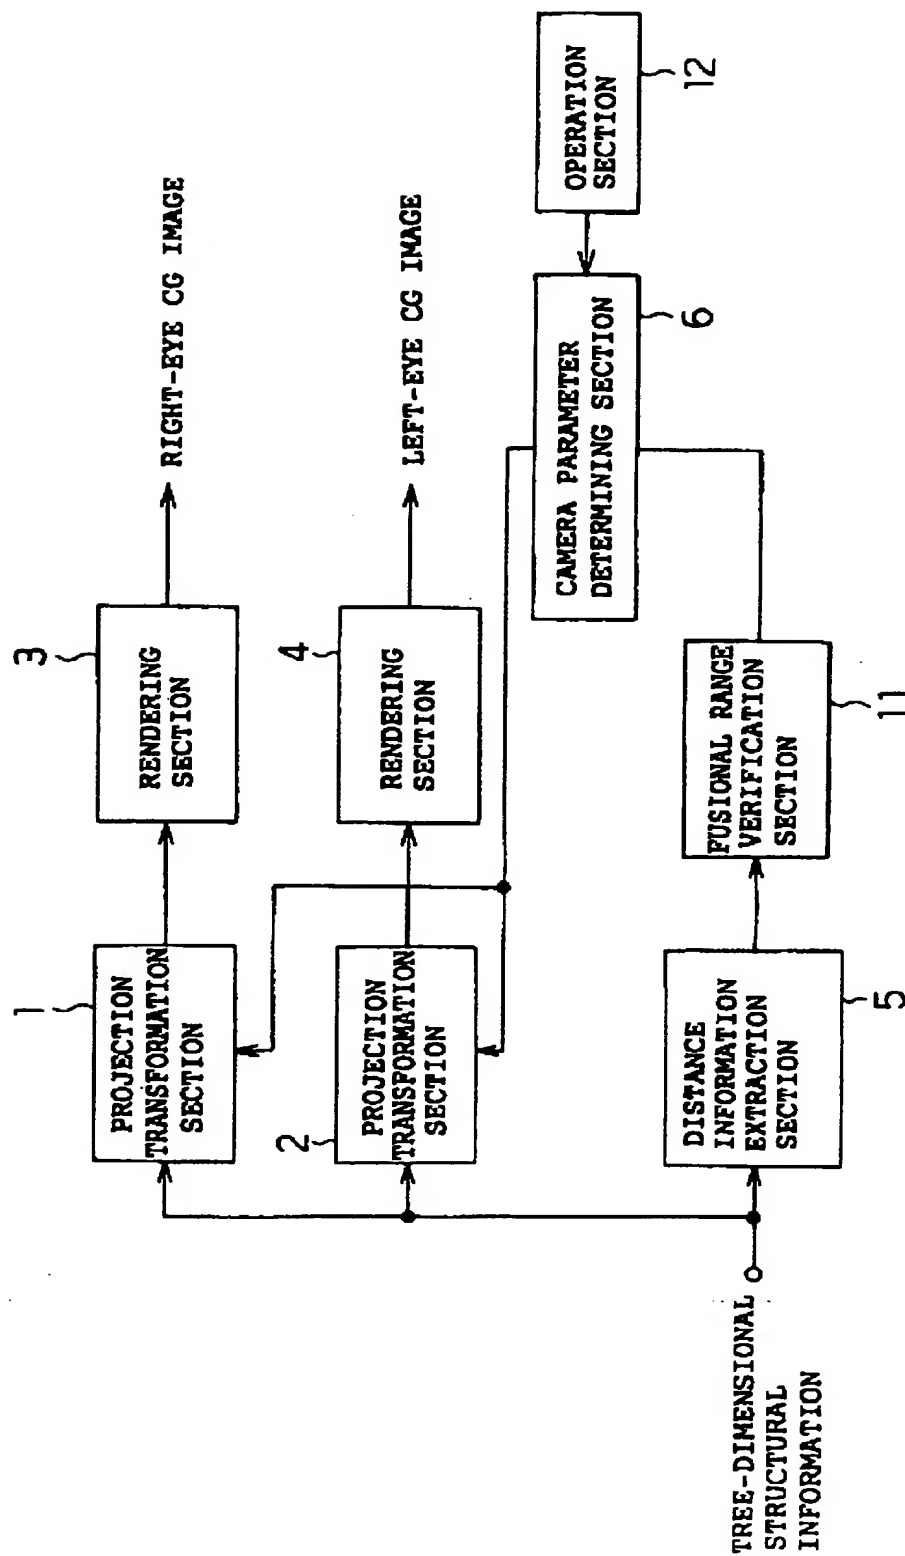 1
PROJECTION
TRANSFORMATION
SECTION
3
RENDERING
SECTION
RIGHT-EYE CG IMAGE
2
PROJECTION
TRANSFORMATION
SECTION
4
RENDERING
SECTION
LEFT-EYE CG IMAGE
CAMERA PARAMETER
DETERMINING SECTION
6
OPERATION
SECTION
12
TREE-DIMENSIONAL
STRUCTURAL
INFORMATION
DISTANCE
INFORMATION
EXTRACTION
SECTION
5
FUSIONAL RANGE
VERIFICATION
SECTION
11